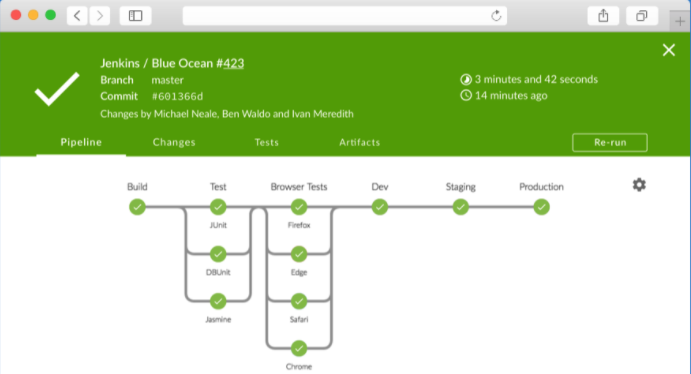 Jenkins / Blue Ocean #423
Branch master
Commit #601366d
Changes by Michael Neale, Ben Waldo and Ivan Meredith
3 minutes and 42 seconds
14 minutes ago
Pipeline Changes Tests Artifacts Re-run
Build Test Browser Tests Dev Staging Production
JUnit Firefox
DBUnit Edge
Jasmine Safari
Chrome